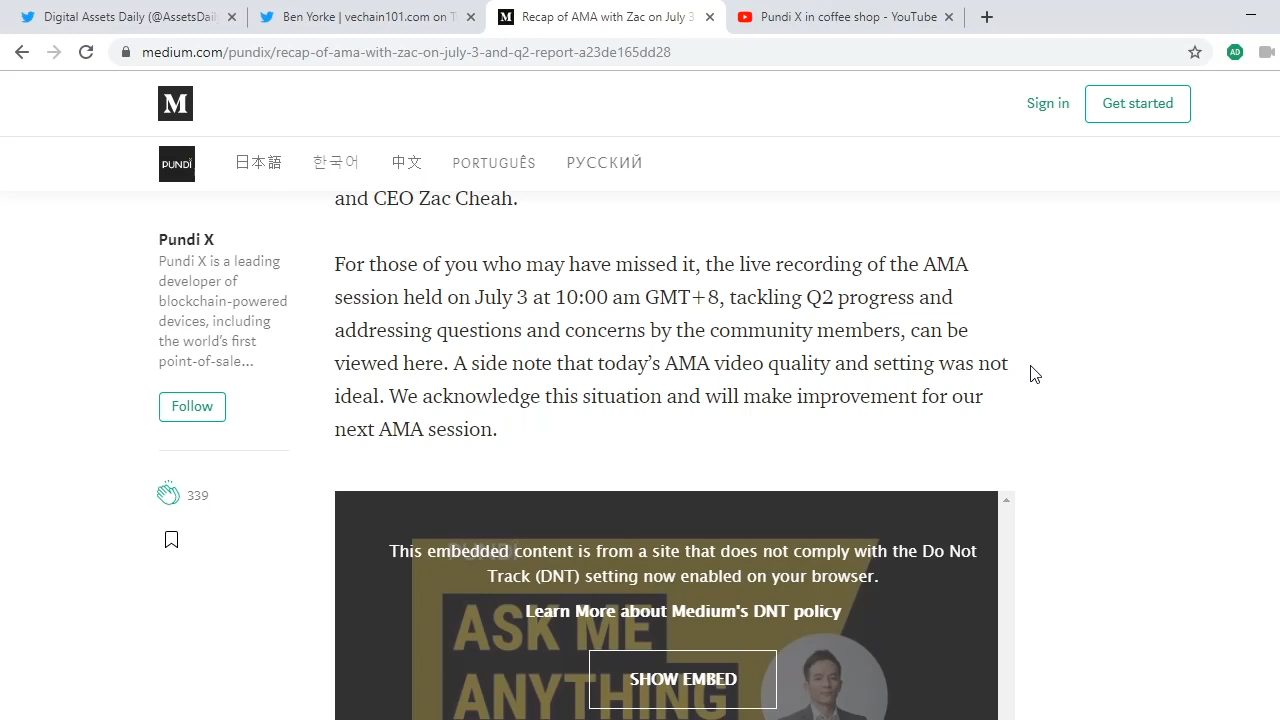 Digital Assets Daily (@AssetsDail
Ben Yorke | vechain101.com on T
Recap of AMA with Zac on July 3
Pundi X in coffee shop - YouTube
medium.com/pundix/recap-of-ama-with-zac-on-july-3-and-q2-report-a23de165dd28
AD
M
Sign in
Get started
PUNDI
日本語
한국어
中文
PORTUGUÊS
РУССКИЙ
and CEO Zac Cheah.
Pundi X
Pundi X is a leading
developer of
blockchain-powered
devices, including
the world's first
point-of-sale...
Follow
339
For those of you who may have missed it, the live recording of the AMA
session held on July 3 at 10:00 am GMT+8, tackling Q2 progress and
addressing questions and concerns by the community members, can be
viewed here. A side note that today's AMA video quality and setting was not
ideal. We acknowledge this situation and will make improvement for our
next AMA session.
This embedded content is from a site that does not comply with the Do Not
Track (DNT) setting now enabled on your browser.
Learn More about Medium's DNT policy
ASK ME
ANYTHING
SHOW EMBED